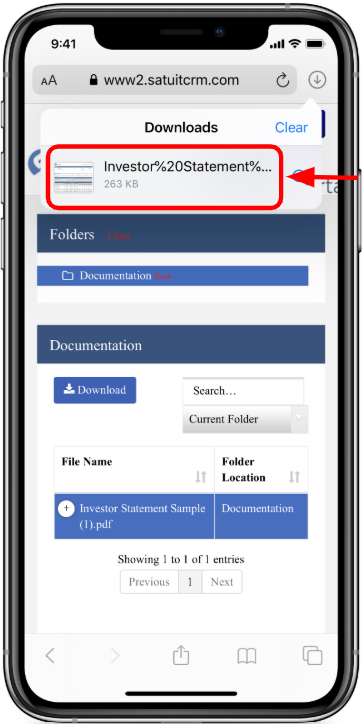 9:41
AA www2.satuitcrm.com
Downloads Clear
Investor%20Statement%...
263 KB
ta
Folders
Documentation New
Documentation
Download
Search...
Current Folder
File Name
Folder Location
Investor Statement Sample (1).pdf
Documentation
Showing 1 to 1 of 1 entries
Previous 1 Next